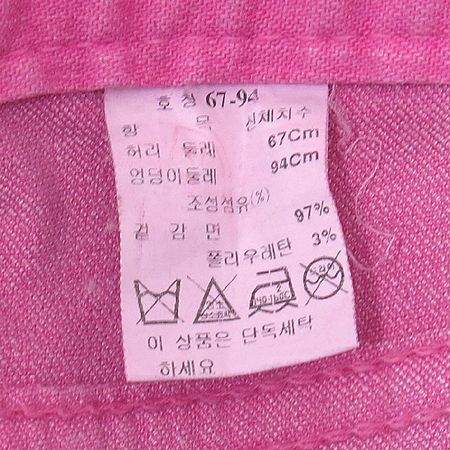 호 칭 67-94
항 목 신체치수
허리 둘레 67Cm
엉덩이둘레 94Cm
조성섬유(%)
겉 감 면 97%
폴리우레탄 3%
이 상품은 단독세탁
하세요